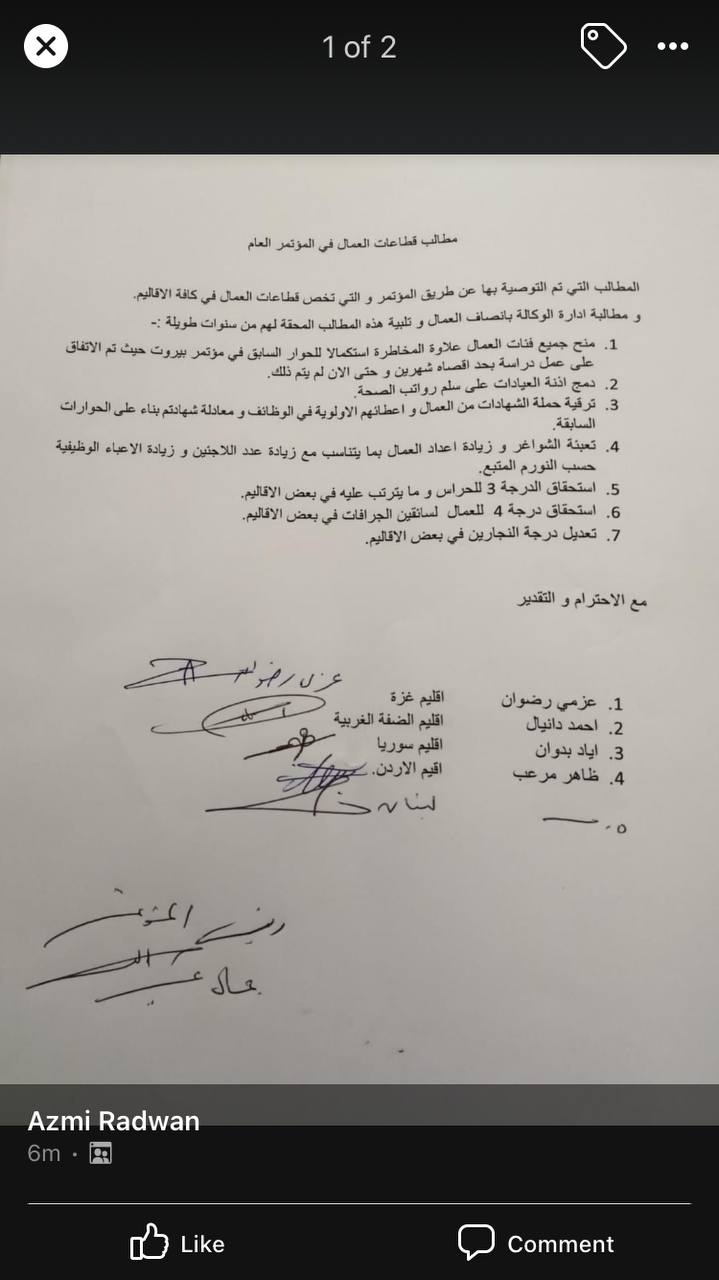 1 of 2
مطالب قطاعات العمال في المؤتمر العام
المطالب التي تم التوصية بها عن طريق المؤتمر و التي تخص قطاعات العمال في كافة الاقاليم.
و مطالبة ادارة الوكالة بانصاف العمال و تلبية هذه المطالب المحقة لهم من سنوات طويلة :-
1. منح جميع فئات العمال علاوة المخاطرة استكمالا للحوار السابق في مؤتمر بيروت حيث تم الاتفاق
على عمل دراسة بحد اقصاه شهرين و حتى الان لم يتم ذلك.
2. دمج اذنة العيادات على سلم رواتب الصحة.
3. ترقية حملة الشهادات من العمال و اعطائهم الاولوية في الوظائف و معادلة شهادتم بناء على الحوارات
السابقة.
4. تعبئة الشواغر و زيادة اعداد العمال بما يتناسب مع زيادة عدد اللاجئين و زيادة الاعباء الوظيفية
حسب النورم المتبع.
5. استحقاق الدرجة 3 للحراس و ما يترتب عليه في بعض الاقاليم.
6. استحقاق درجة 4 للعمال لسائقين الجرافات في بعض الاقاليم.
7. تعديل درجة النجارين في بعض الاقاليم.
مع الاحترام و التقدير
1. عزمي رضوان اقليم غزة عزمي رضوان
2. احمد دانيال اقليم الضفة الغربية
3. اياد بدوان اقليم سوريا
4. ظاهر مرعب اقيم الاردن.
5. لبنان
رئيس المؤتمر
Azmi Radwan
6m
Like
Comment